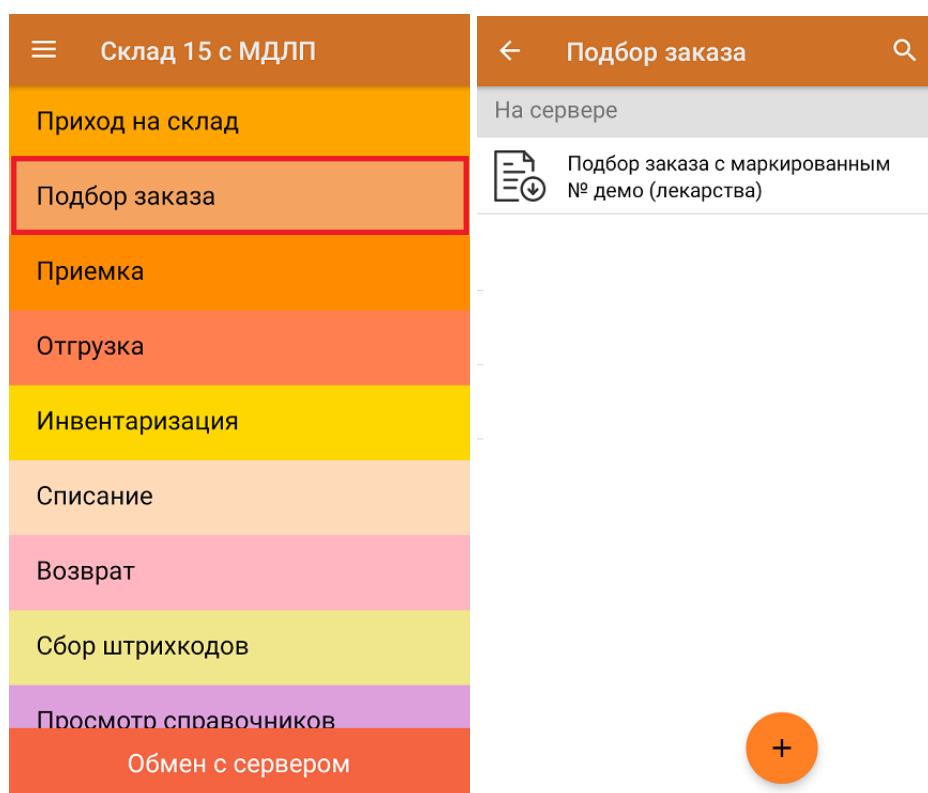 Склад 15 с МДЛП
Приход на склад
Подбор заказа
Приемка
Отгрузка
Инвентаризация
Списание
Возврат
Сбор штрихкодов
Просмотр справочников
Обмен с сервером
Подбор заказа
На сервере
Подбор заказа с маркированным
№ демо (лекарства)